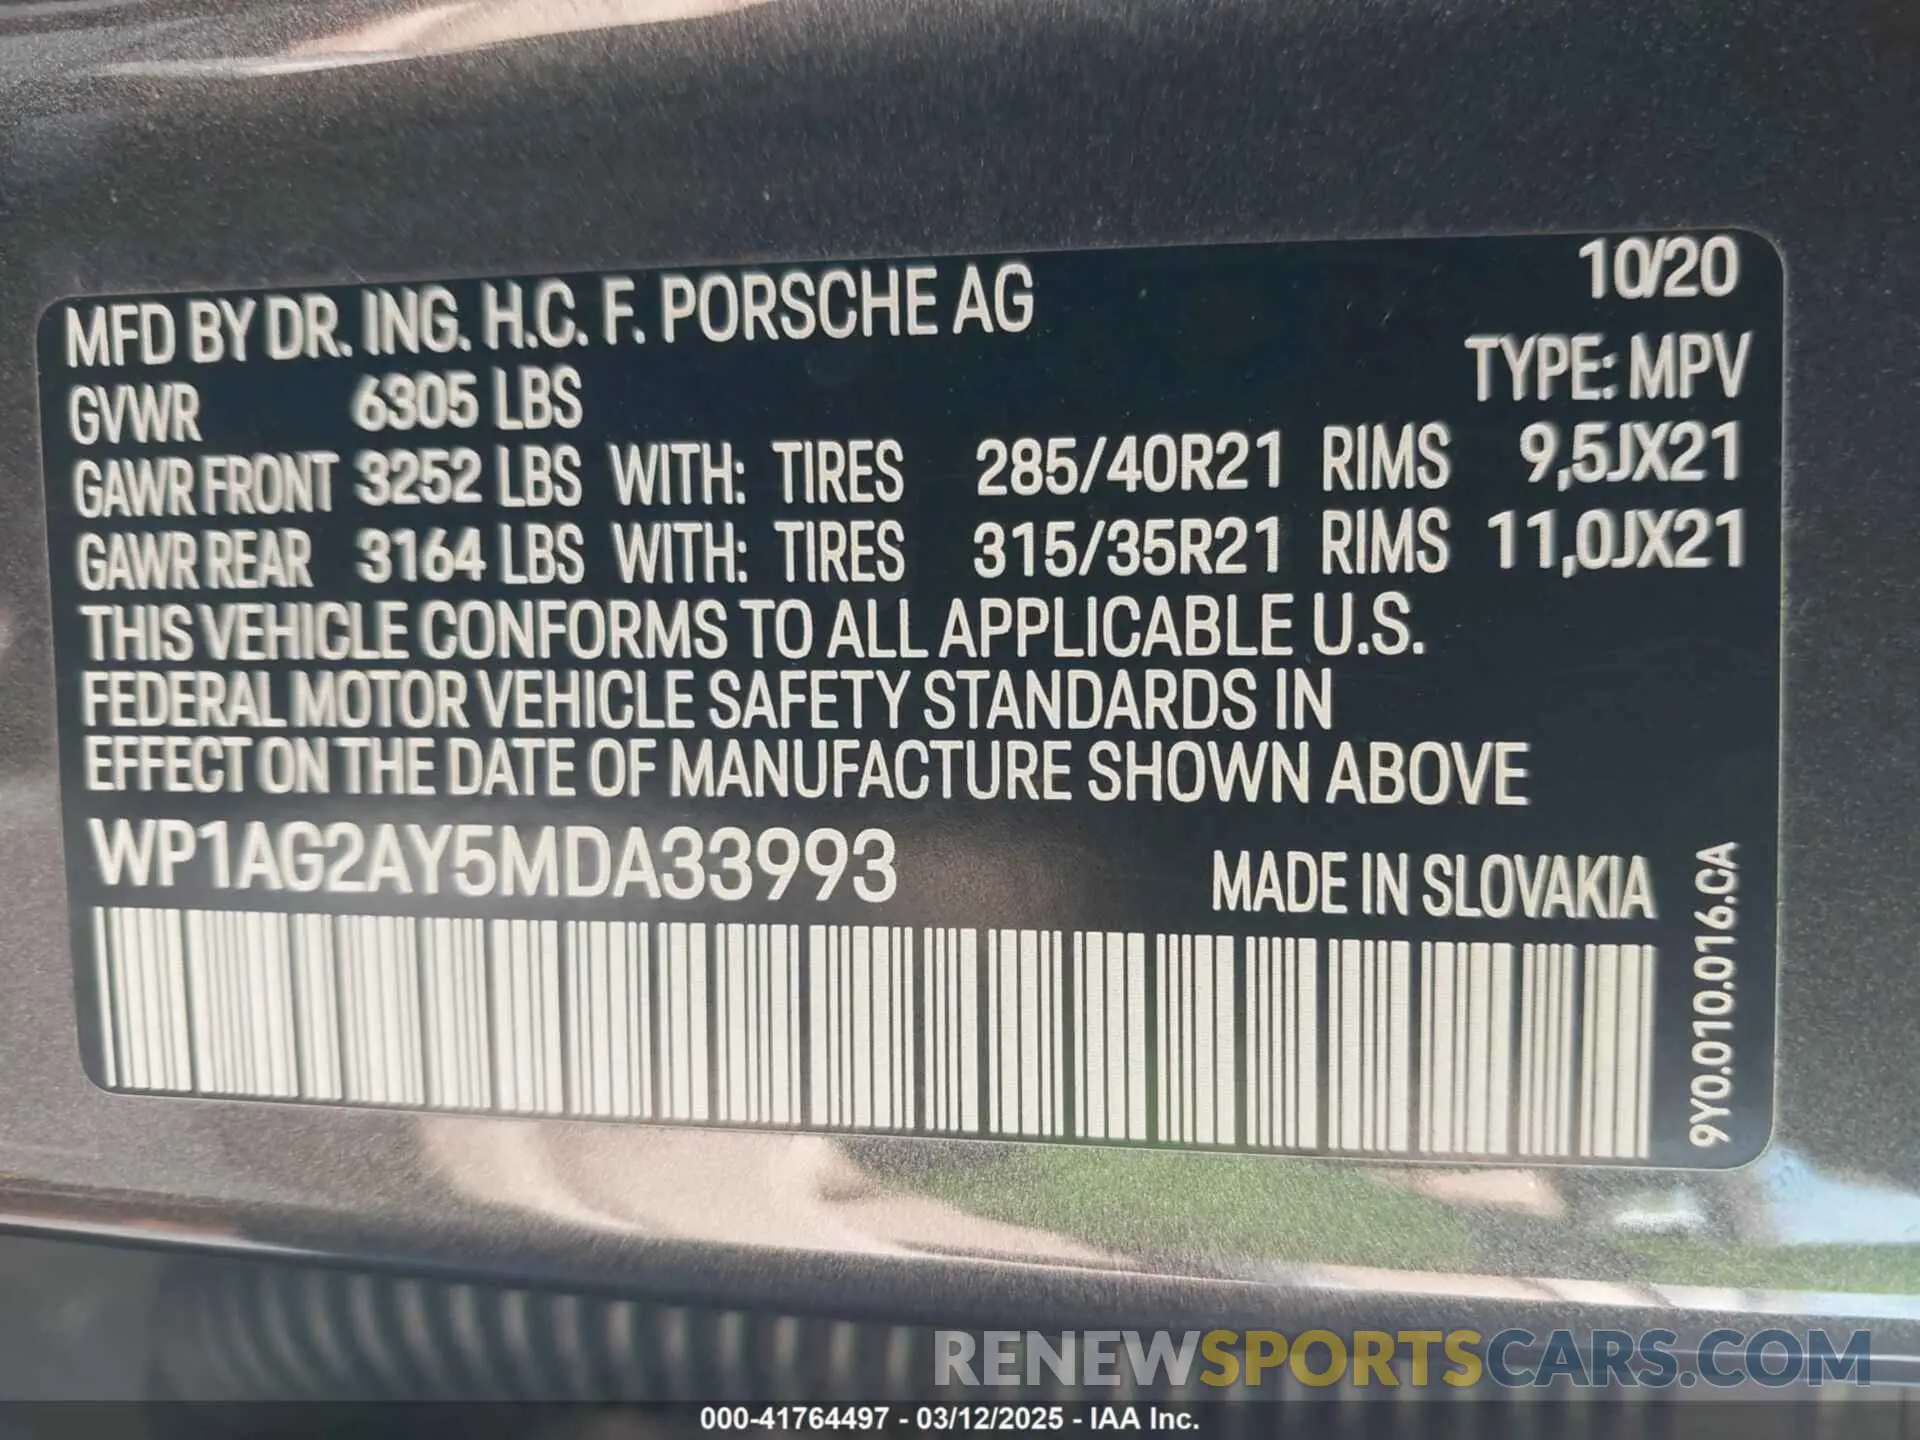 10/20
MFD BY DR. ING. H.C. F. PORSCHE AG
TYPE: MPV
GVWR 6305 LBS
GAWR FRONT 3252 LBS WITH: TIRES 285/40R21 RIMS 9,5JX21
GAWR REAR 3164 LBS WITH: TIRES 315/35R21 RIMS 11,0JX21
THIS VEHICLE CONFORMS TO ALL APPLICABLE U.S.
FEDERAL MOTOR VEHICLE SAFETY STANDARDS IN
EFFECT ON THE DATE OF MANUFACTURE SHOWN ABOVE
WP1AG2AY5MDA33993
MADE IN SLOVAKIA
9Y0.010.016.CA
RENEWSPORTSCARS.COM
000-41764497 - 03/12/2025 - IAA Inc.